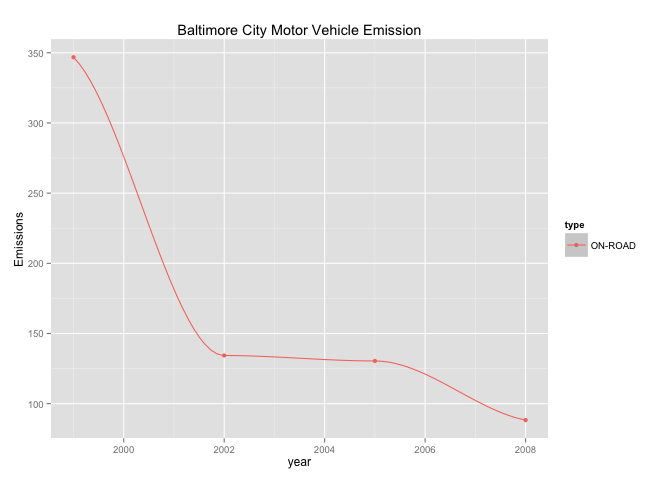 Baltimore City Motor Vehicle Emission
350
300
250
200
150
100
Emissions
2000 2002 2004 2006 2008
year
type
ON-ROAD